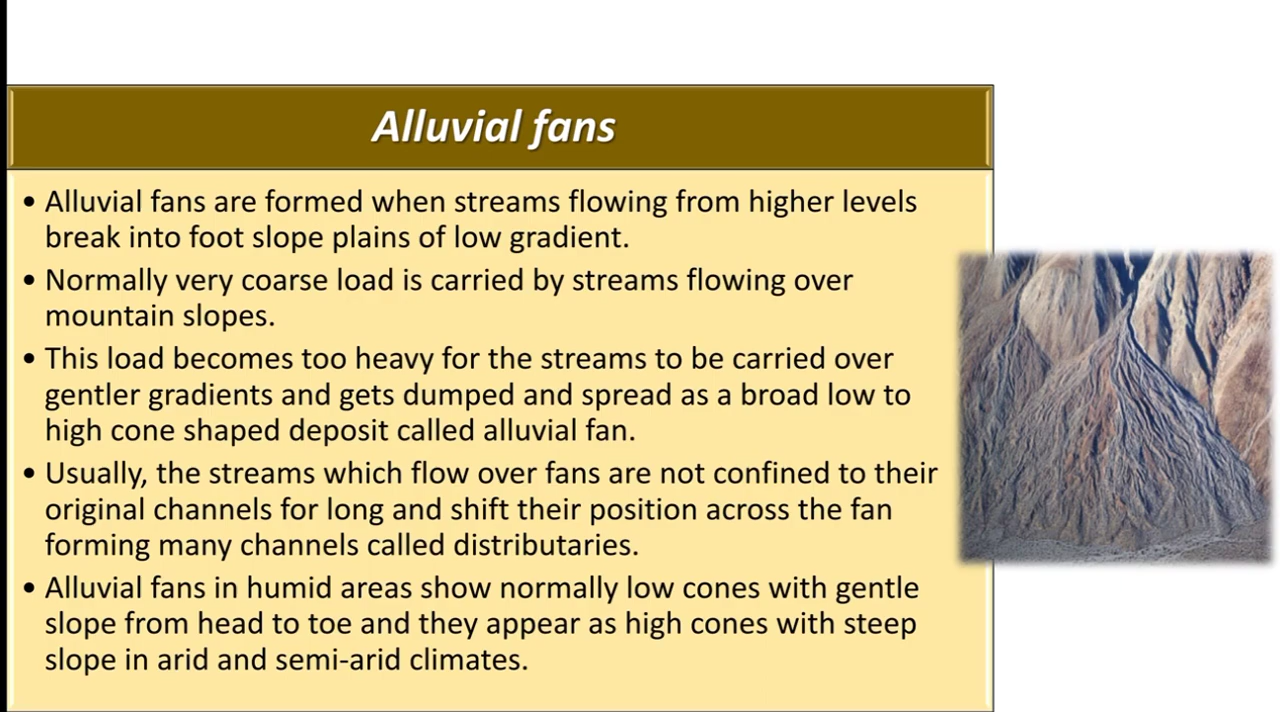 Alluvial fans
• Alluvial fans are formed when streams flowing from higher levels
break into foot slope plains of low gradient.
• Normally very coarse load is carried by streams flowing over
mountain slopes.
• This load becomes too heavy for the streams to be carried over
gentler gradients and gets dumped and spread as a broad low to
high cone shaped deposit called alluvial fan.
• Usually, the streams which flow over fans are not confined to their
original channels for long and shift their position across the fan
forming many channels called distributaries.
• Alluvial fans in humid areas show normally low cones with gentle
slope from head to toe and they appear as high cones with steep
slope in arid and semi-arid climates.